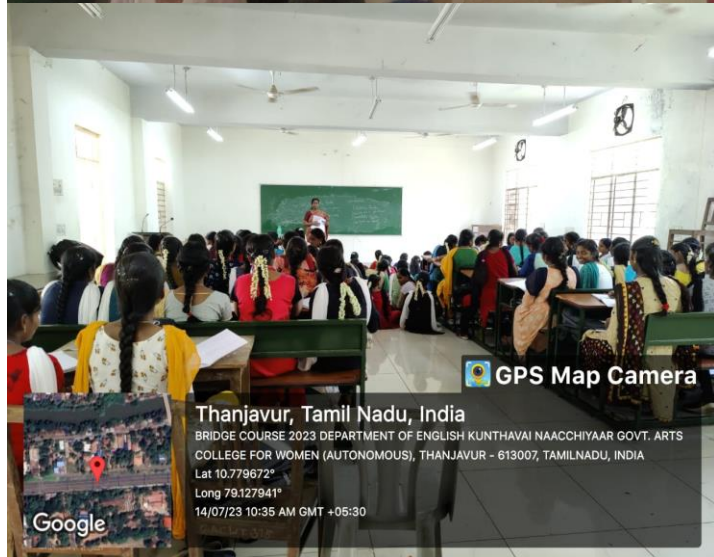 GPS Map Camera
Thanjavur, Tamil Nadu, India
BRIDGE COURSE 2023 DEPARTMENT OF ENGLISH KUNTHAVAI NAACCHIYAAR GOVT. ARTS
COLLEGE FOR WOMEN (AUTONOMOUS), THANJAVUR - 613007, TAMILNADU, INDIA
Lat 10.779672°
Long 79.127941°
14/07/23 10:35 AM GMT +05:30
Google